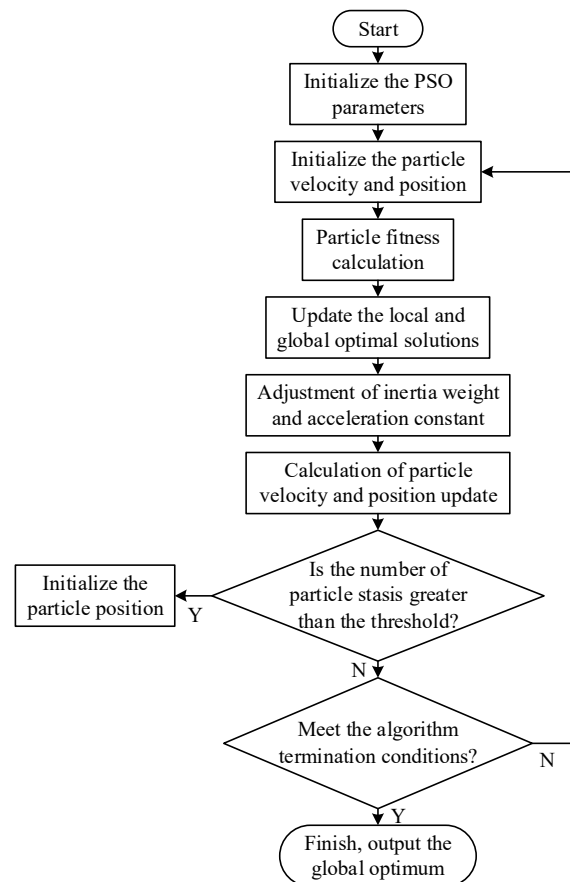 Start
Initialize the PSO
parameters
Initialize the particle
velocity and position
Particle fitness
calculation
Update the local and
global optimal solutions
Adjustment of inertia weight
and acceleration constant
Calculation of particle
velocity and position update
Is the number of
particle stasis greater
than the threshold?
Initialize the
particle position
Y
N
Meet the algorithm
termination conditions?
N
Y
Finish, output the
global optimum